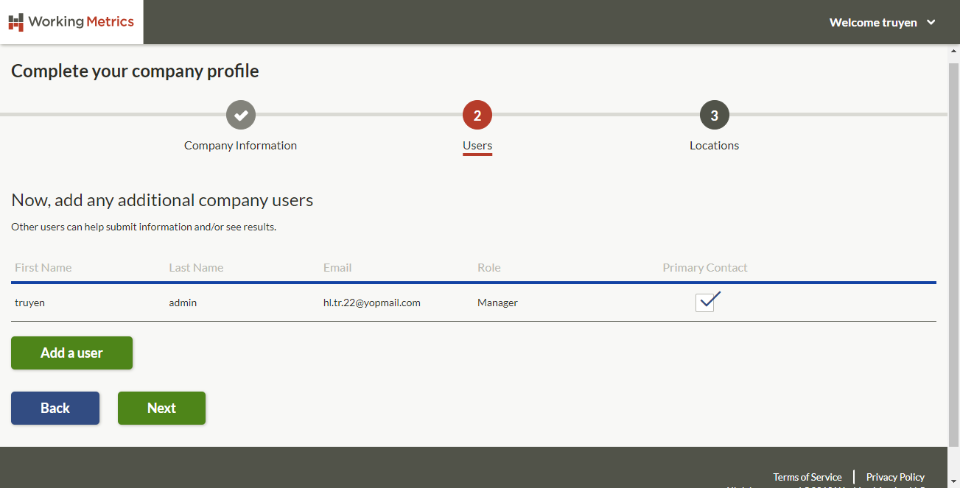 Working Metrics
Welcome truyen
Complete your company profile
2
3
Company Information
Users
Locations
Now, add any additional company users
Other users can help submit information and/or see results.
First Name Last Name Email Role Primary Contact
truyen admin hl.tr.22@yopmail.com Manager
Add a user
Back Next
Terms of Service | Privacy Policy